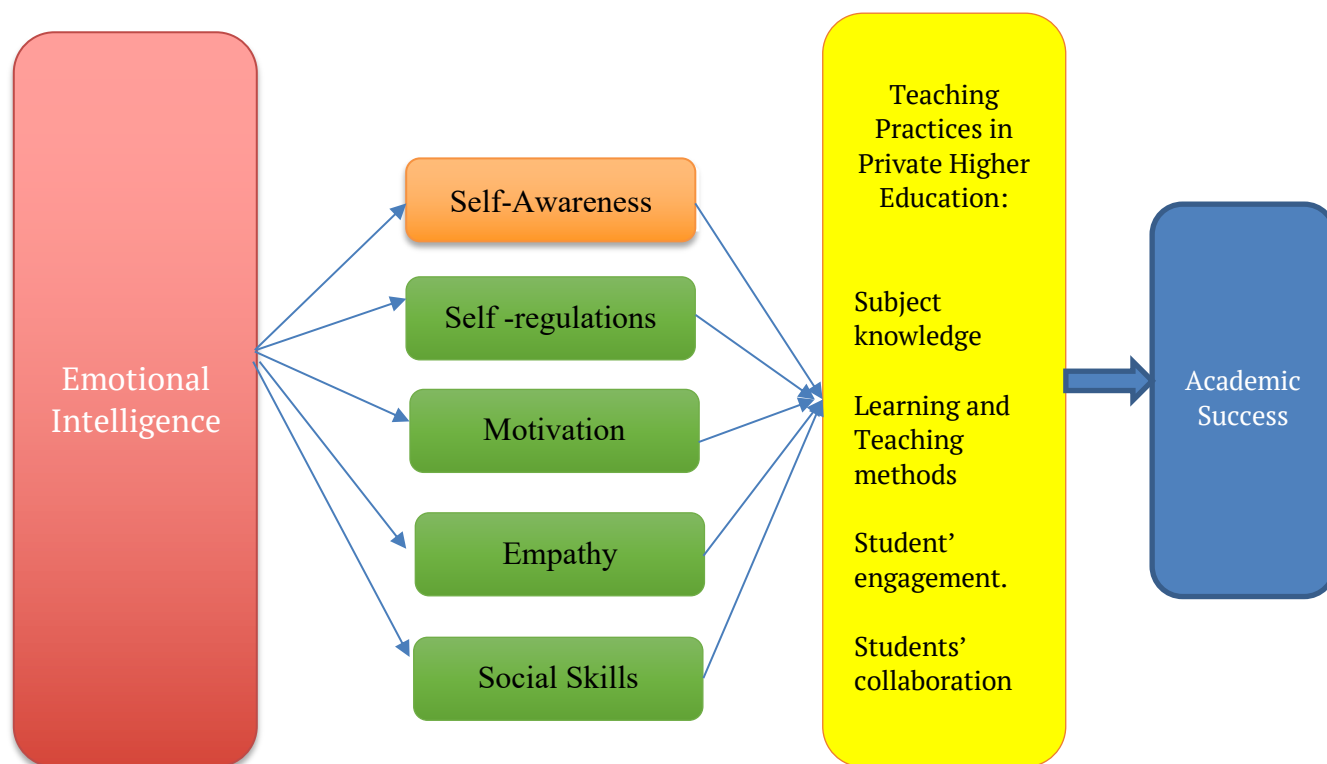 Emotional
Intelligence
Self-Awareness
Self -regulations
Motivation
Empathy
Social Skills
Teaching
Practices in
Private Higher
Education:
Subject
knowledge
Learning and
Teaching
methods
Student’
engagement.
Students’
collaboration
Academic
Success